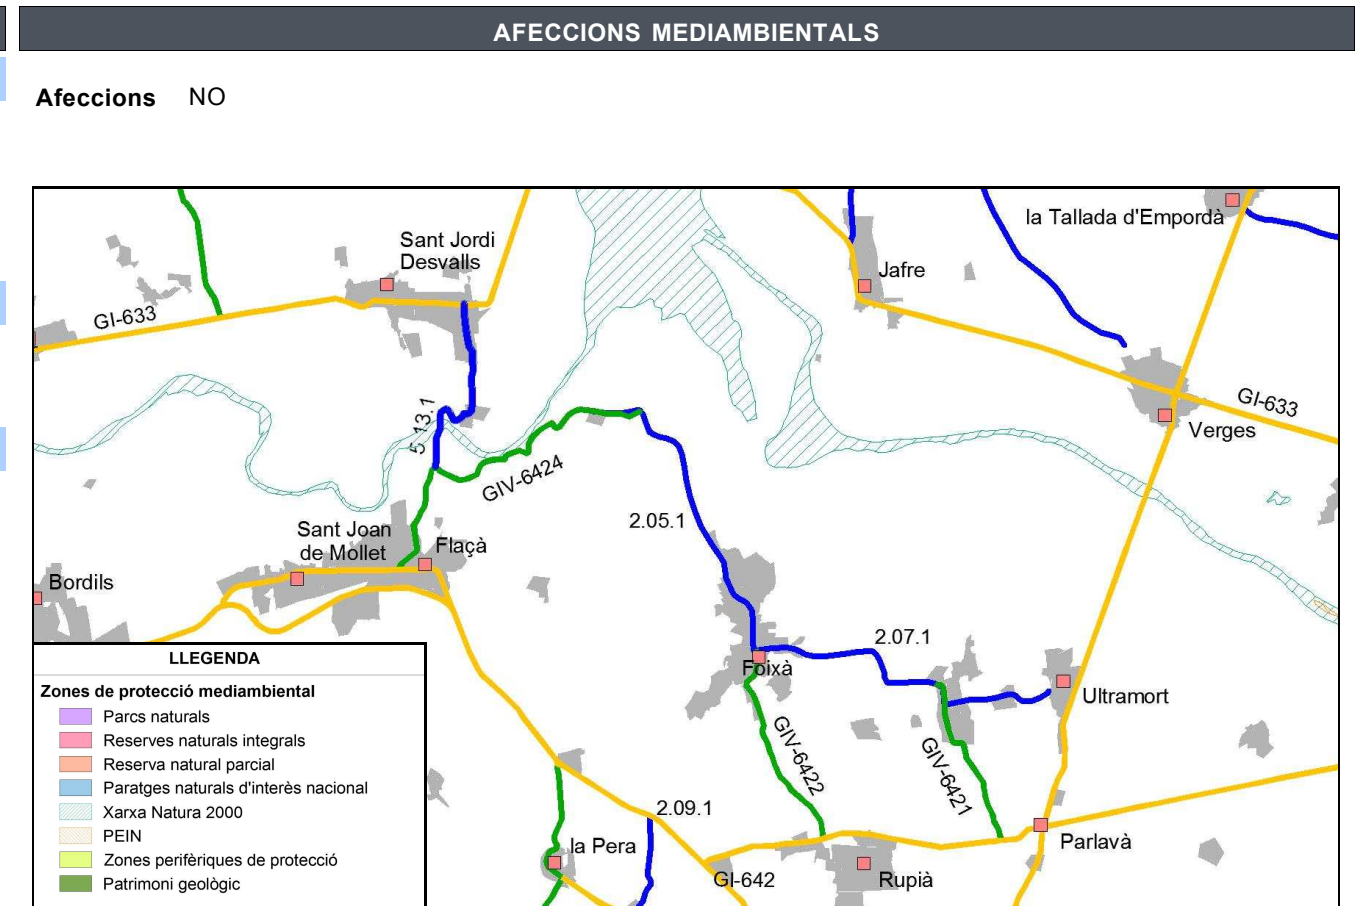 AFECCIONS MEDIAMBIENTALS
Afeccions NO
la Tallada d'Empordà
Sant Jordi
Desvalls
Jafre
GI-633
5.13.1
GI-633
Verges
GIV-6424
2.05.1
Sant Joan
de Mollet
Flaçà
Bordils
2.07.1
Foixà
Ultramort
GIV-6422
GIV-6421
2.09.1
la Pera
Parlavà
GI-642
Rupià
LLEGENDA
Zones de protecció mediambiental
Parcs naturals
Reserves naturals integrals
Reserva natural parcial
Paratges naturals d'interès nacional
Xarxa Natura 2000
PEIN
Zones perifèriques de protecció
Patrimoni geològic